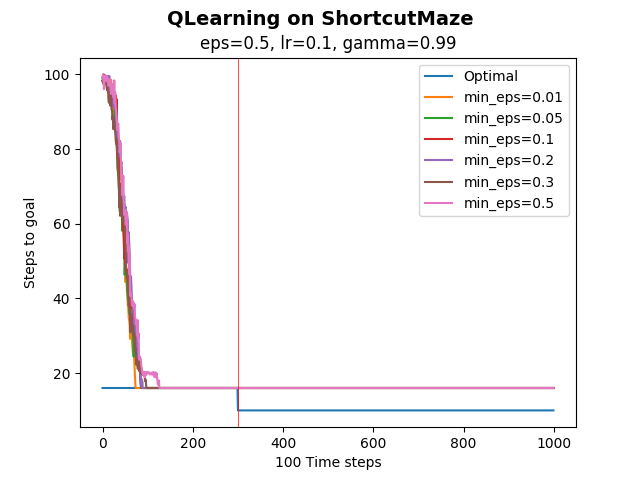 QLearning on ShortcutMaze
eps=0.5, lr=0.1, gamma=0.99
Steps to goal
100
80
60
40
20
Optimal
min_eps=0.01
min_eps=0.05
min_eps=0.1
min_eps=0.2
min_eps=0.3
min_eps=0.5
0 200 400 600 800 1000
100 Time steps